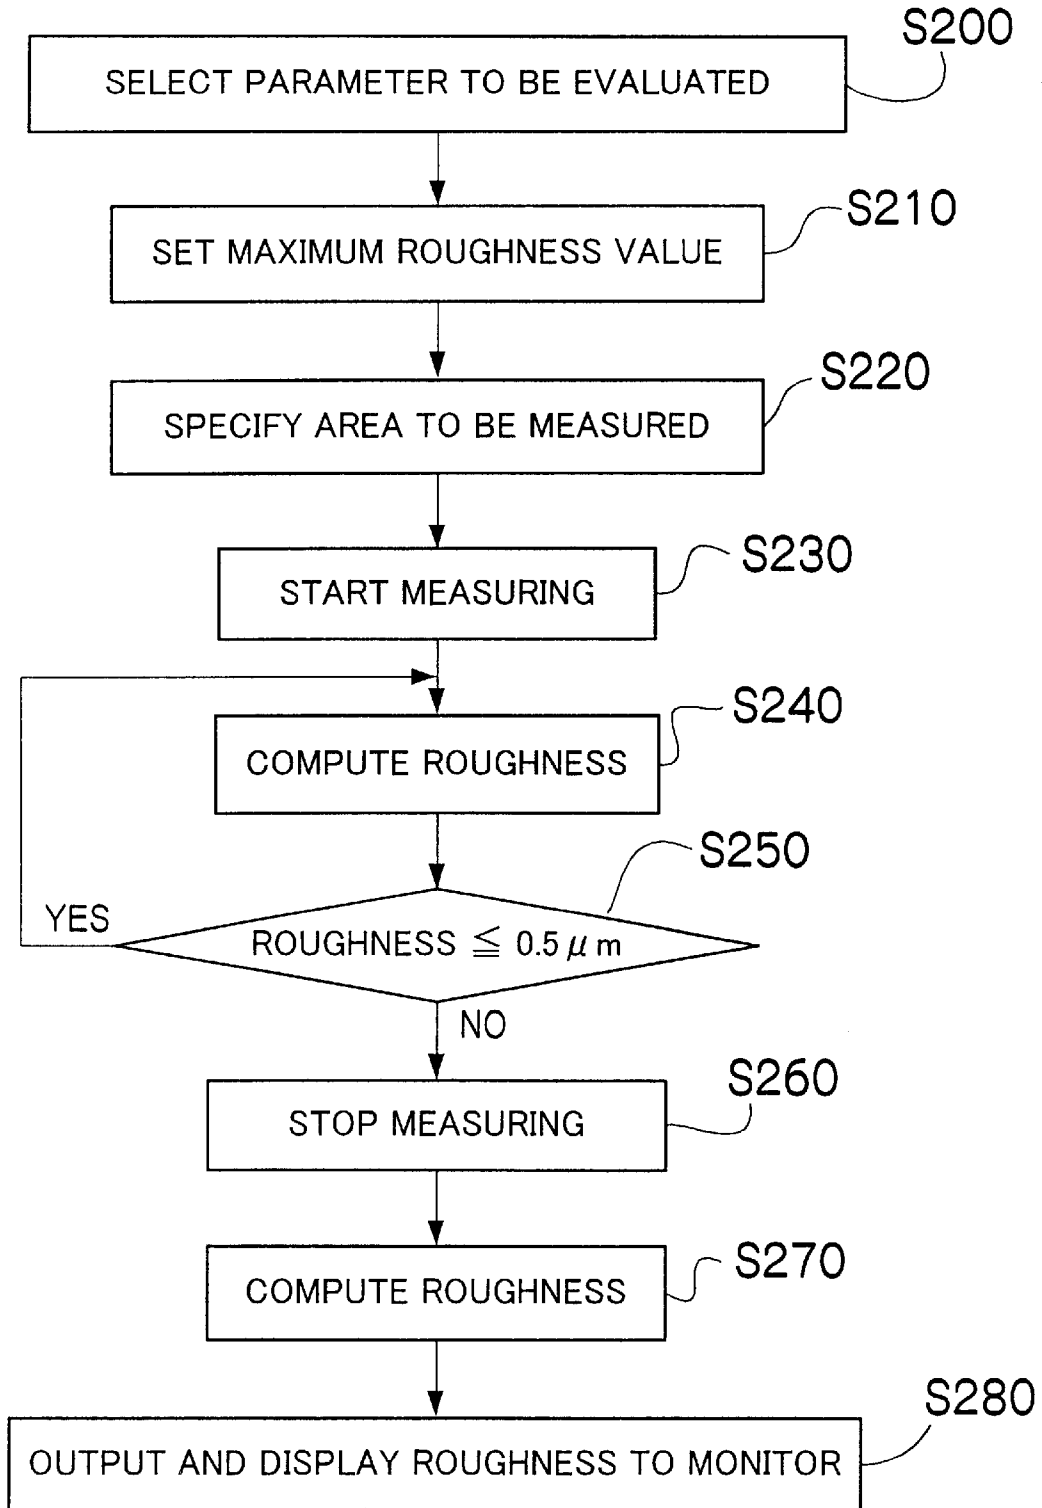 S200
SELECT PARAMETER TO BE EVALUATED
S210
SET MAXIMUM ROUGHNESS VALUE
S220
SPECIFY AREA TO BE MEASURED
S230
START MEASURING
S240
COMPUTE ROUGHNESS
S250
YES
ROUGHNESS ≦ 0.5 μm
NO
S260
STOP MEASURING
S270
COMPUTE ROUGHNESS
S280
OUTPUT AND DISPLAY ROUGHNESS TO MONITOR